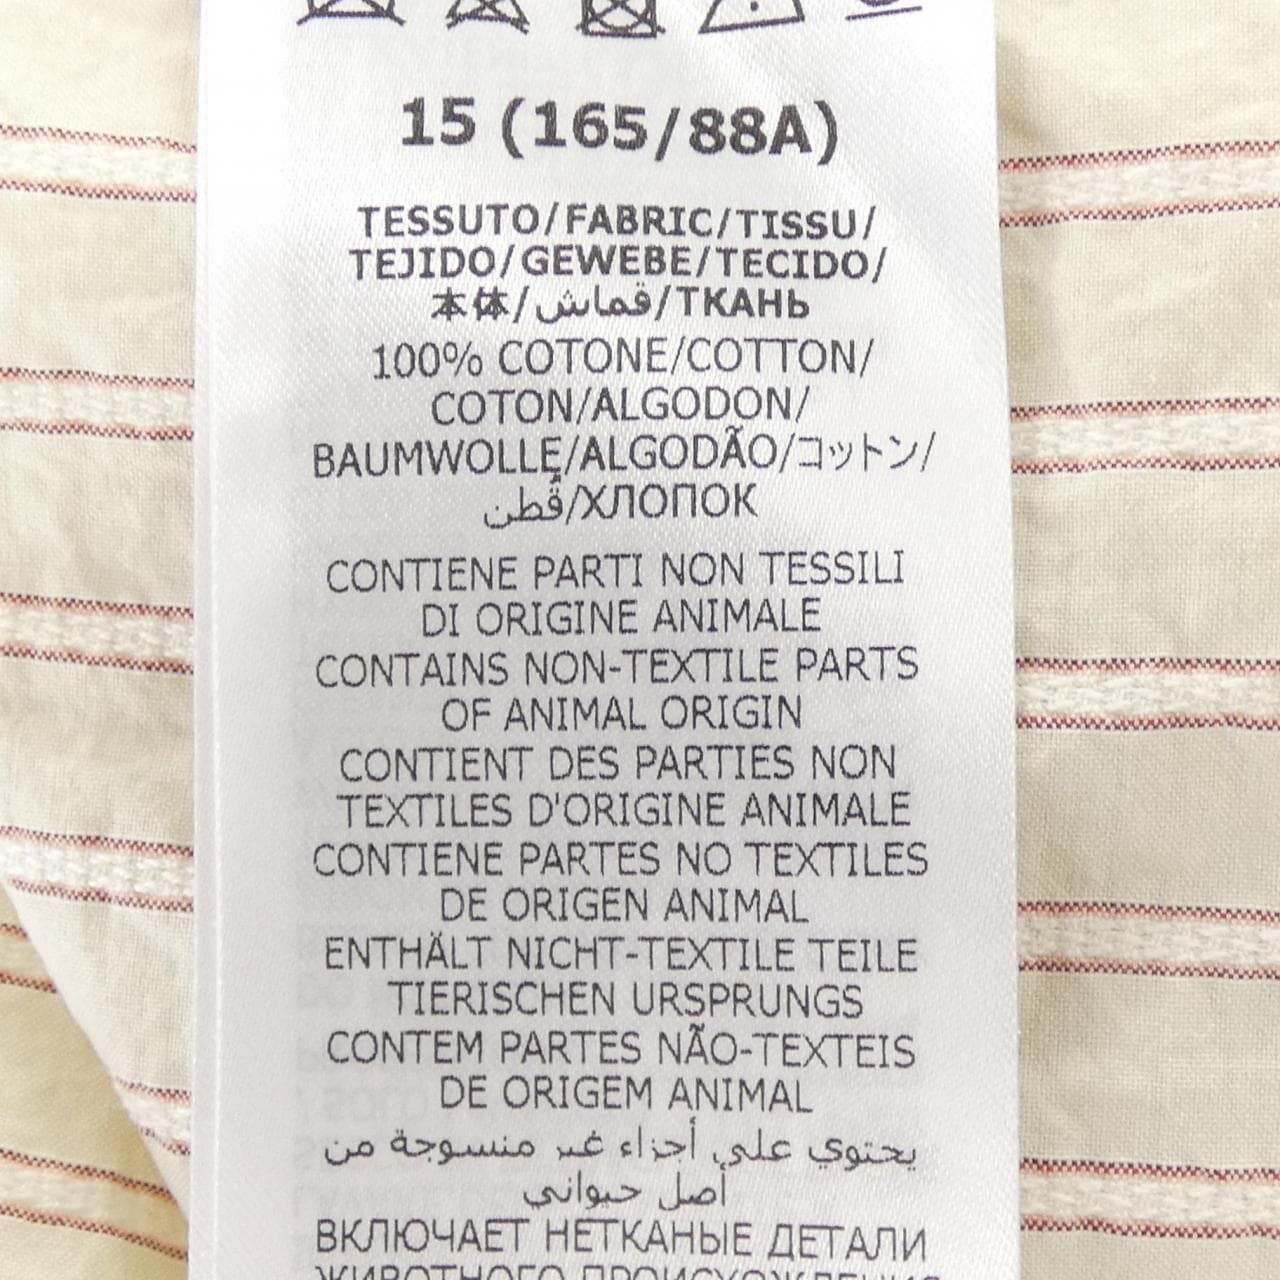 15 (165/88A)
TESSUTO/FABRIC/TISSU/
TEJIDO/GEWEBE/TECIDO/
本体/قماش/ТКАНЬ
100% COTONE/COTTON/
COTON/ALGODON/
BAUMWOLLE/ALGODÃO/コットン/
قُطن/ХЛОПОК
CONTIENE PARTI NON TESSILI
DI ORIGINE ANIMALE
CONTAINS NON-TEXTILE PARTS
OF ANIMAL ORIGIN
CONTIENT DES PARTIES NON
TEXTILES D'ORIGINE ANIMALE
CONTIENE PARTES NO TEXTILES
DE ORIGEN ANIMAL
ENTHÄLT NICHT-TEXTILE TEILE
TIERISCHEN URSPRUNGS
CONTEM PARTES NÃO-TEXTEIS
DE ORIGEM ANIMAL
يحتوي على أجزاء غير منسوجة من
أصل حيواني
ВКЛЮЧАЕТ НЕТКАНЫЕ ДЕТАЛИ
ЖИВОТНОГО ПРОИСХОЖДЕНИЯ